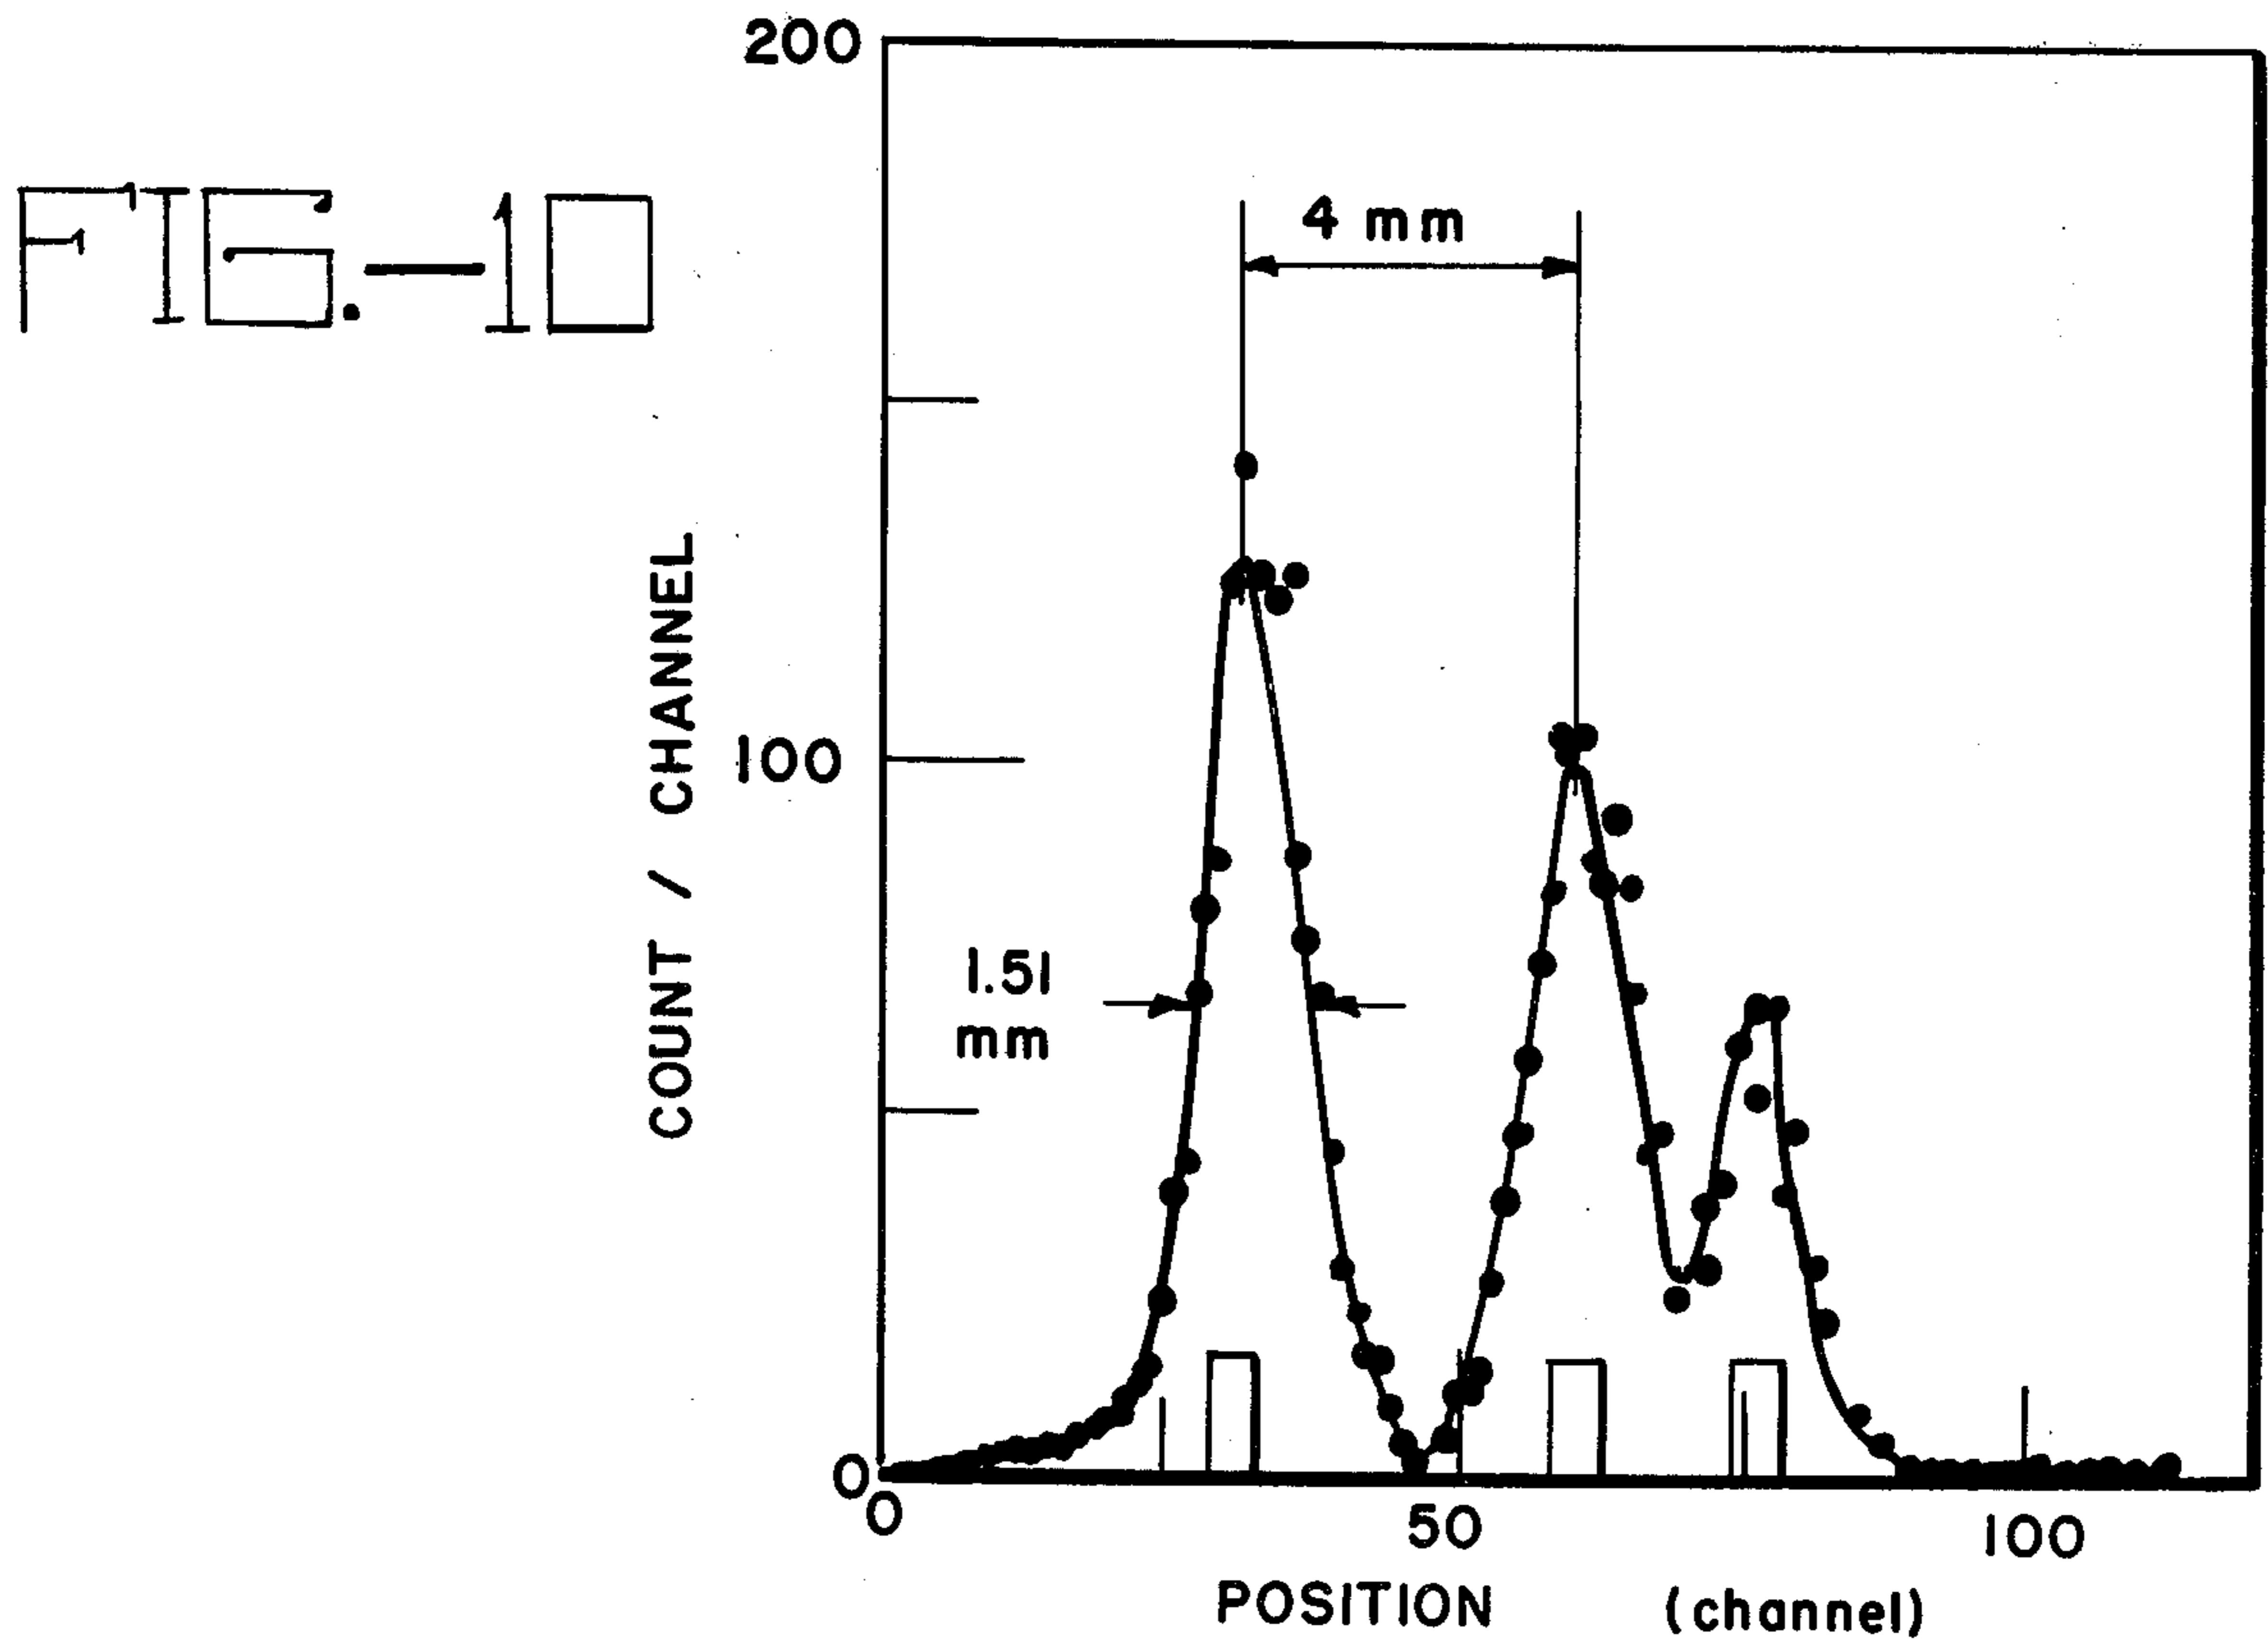 FIG.-10
200
4 mm
COUNT / CHANNEL
100
1.51
mm
0
0
50
100
POSITION (channel)